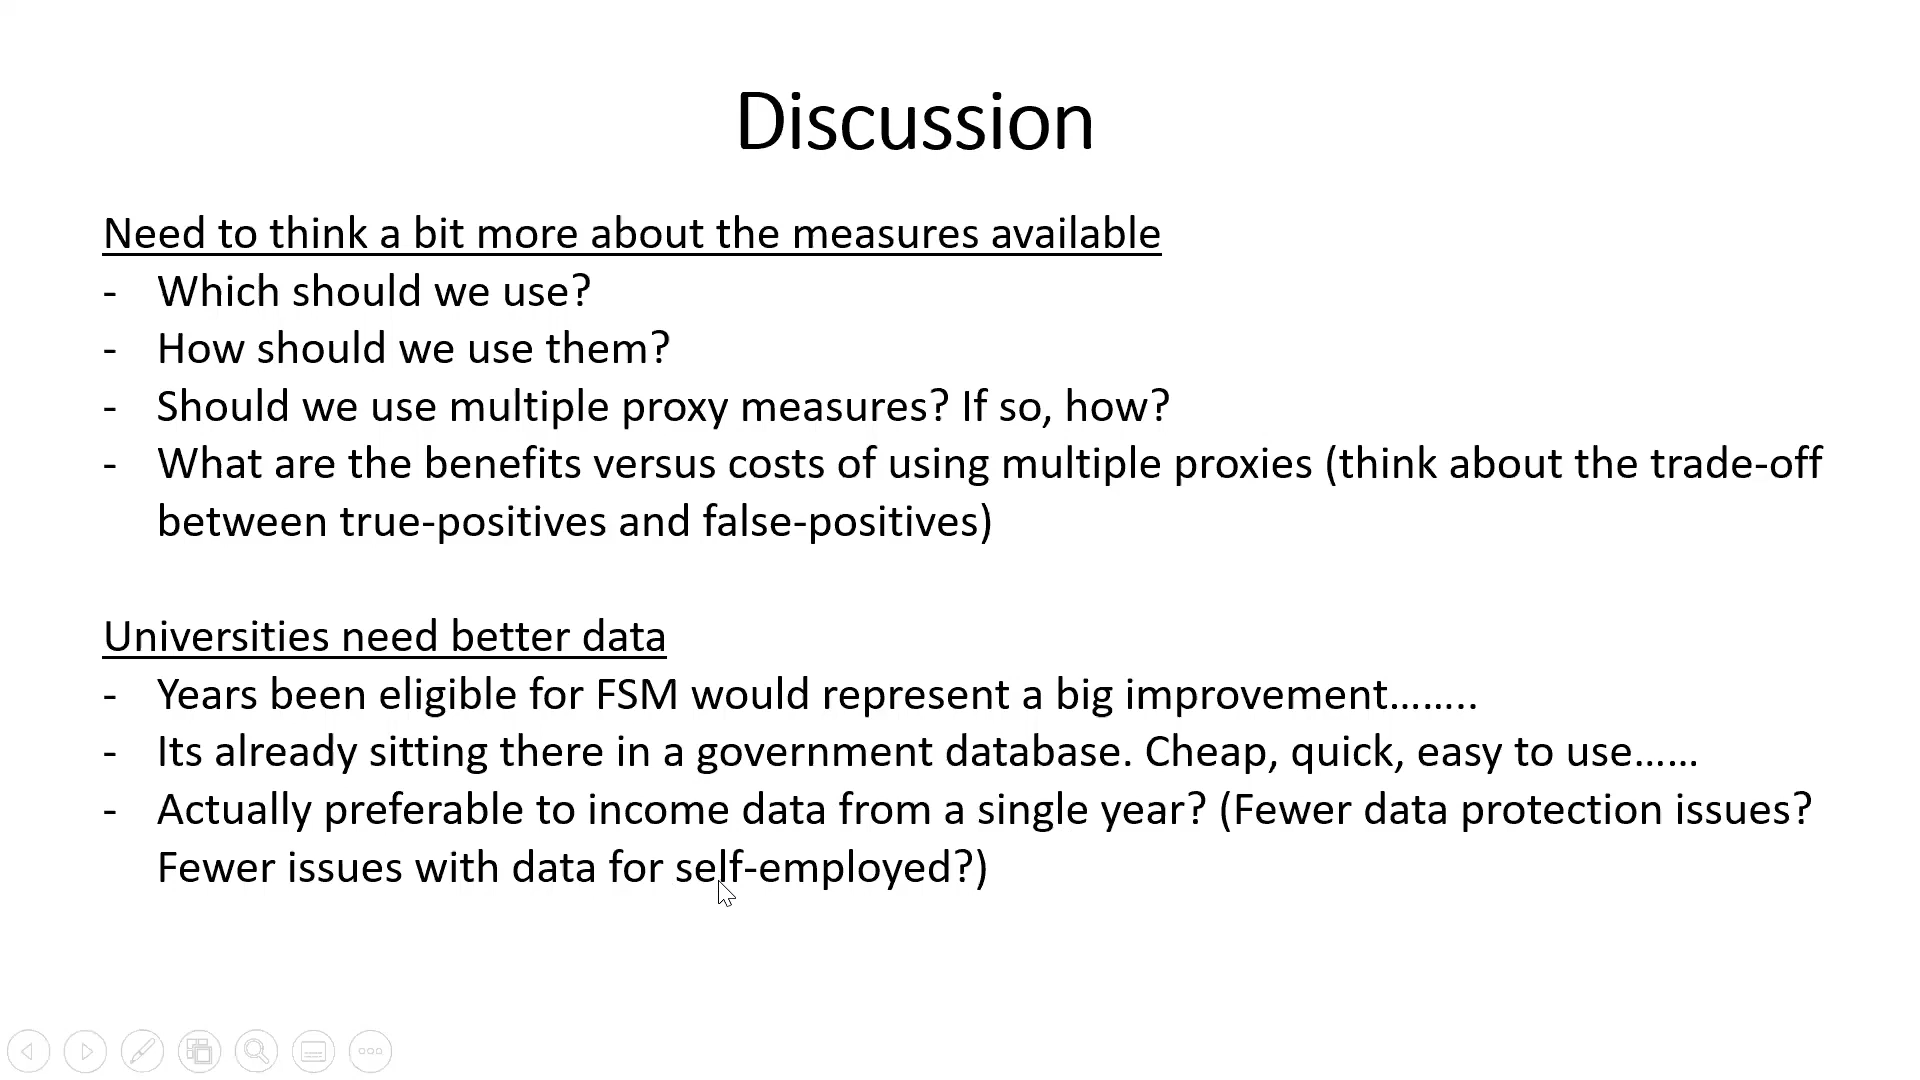 Discussion
Need to think a bit more about the measures available
- Which should we use?
- How should we use them?
- Should we use multiple proxy measures? If so, how?
- What are the benefits versus costs of using multiple proxies (think about the trade-off
between true-positives and false-positives)
Universities need better data
- Years been eligible for FSM would represent a big improvement……..
- Its already sitting there in a government database. Cheap, quick, easy to use……
- Actually preferable to income data from a single year? (Fewer data protection issues?
Fewer issues with data for self-employed?)